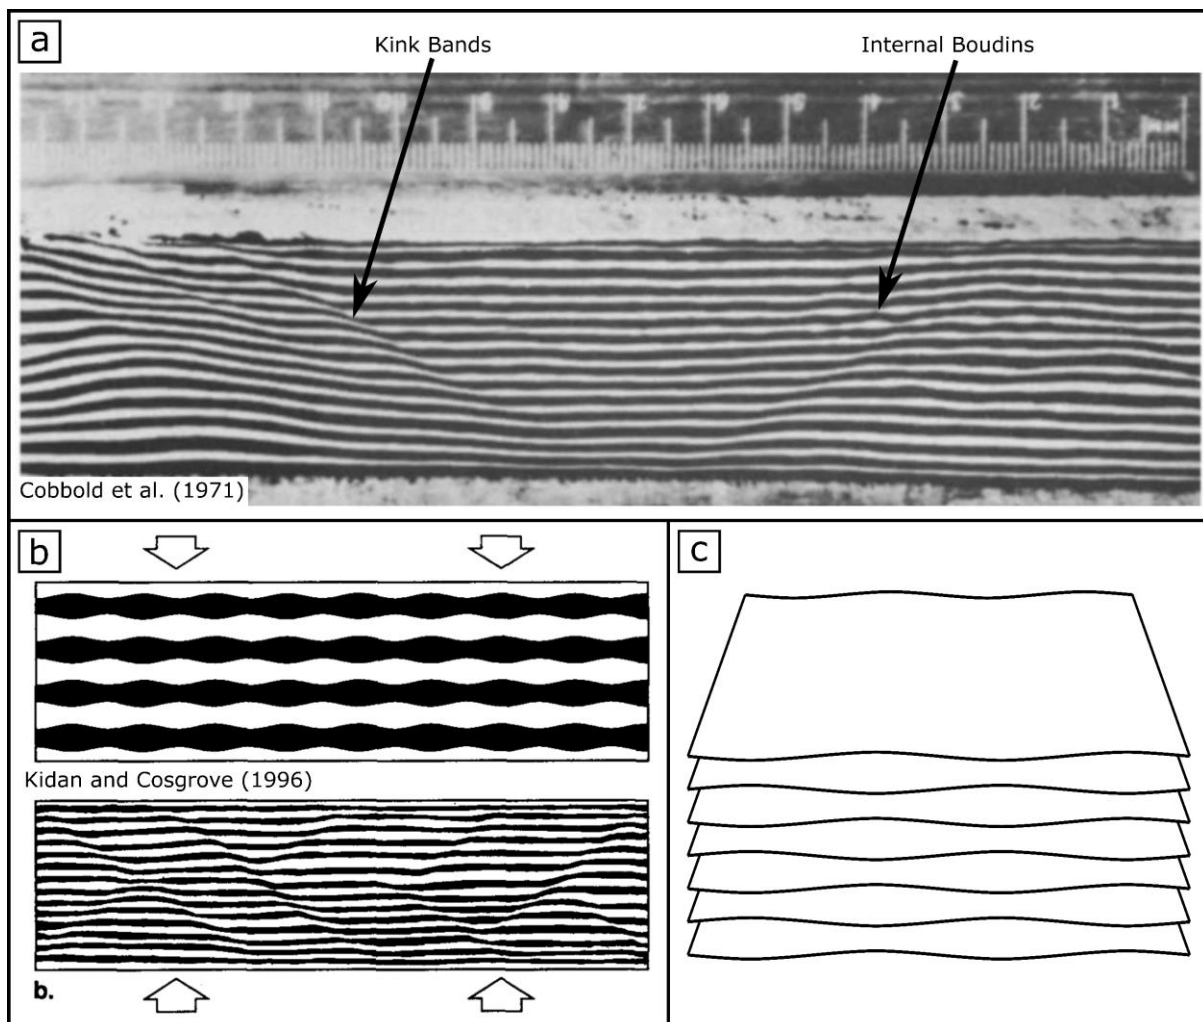 a
Kink Bands
Internal Boudins
Cobbold et al. (1971)
b
c
Kidan and Cosgrove (1996)
b.